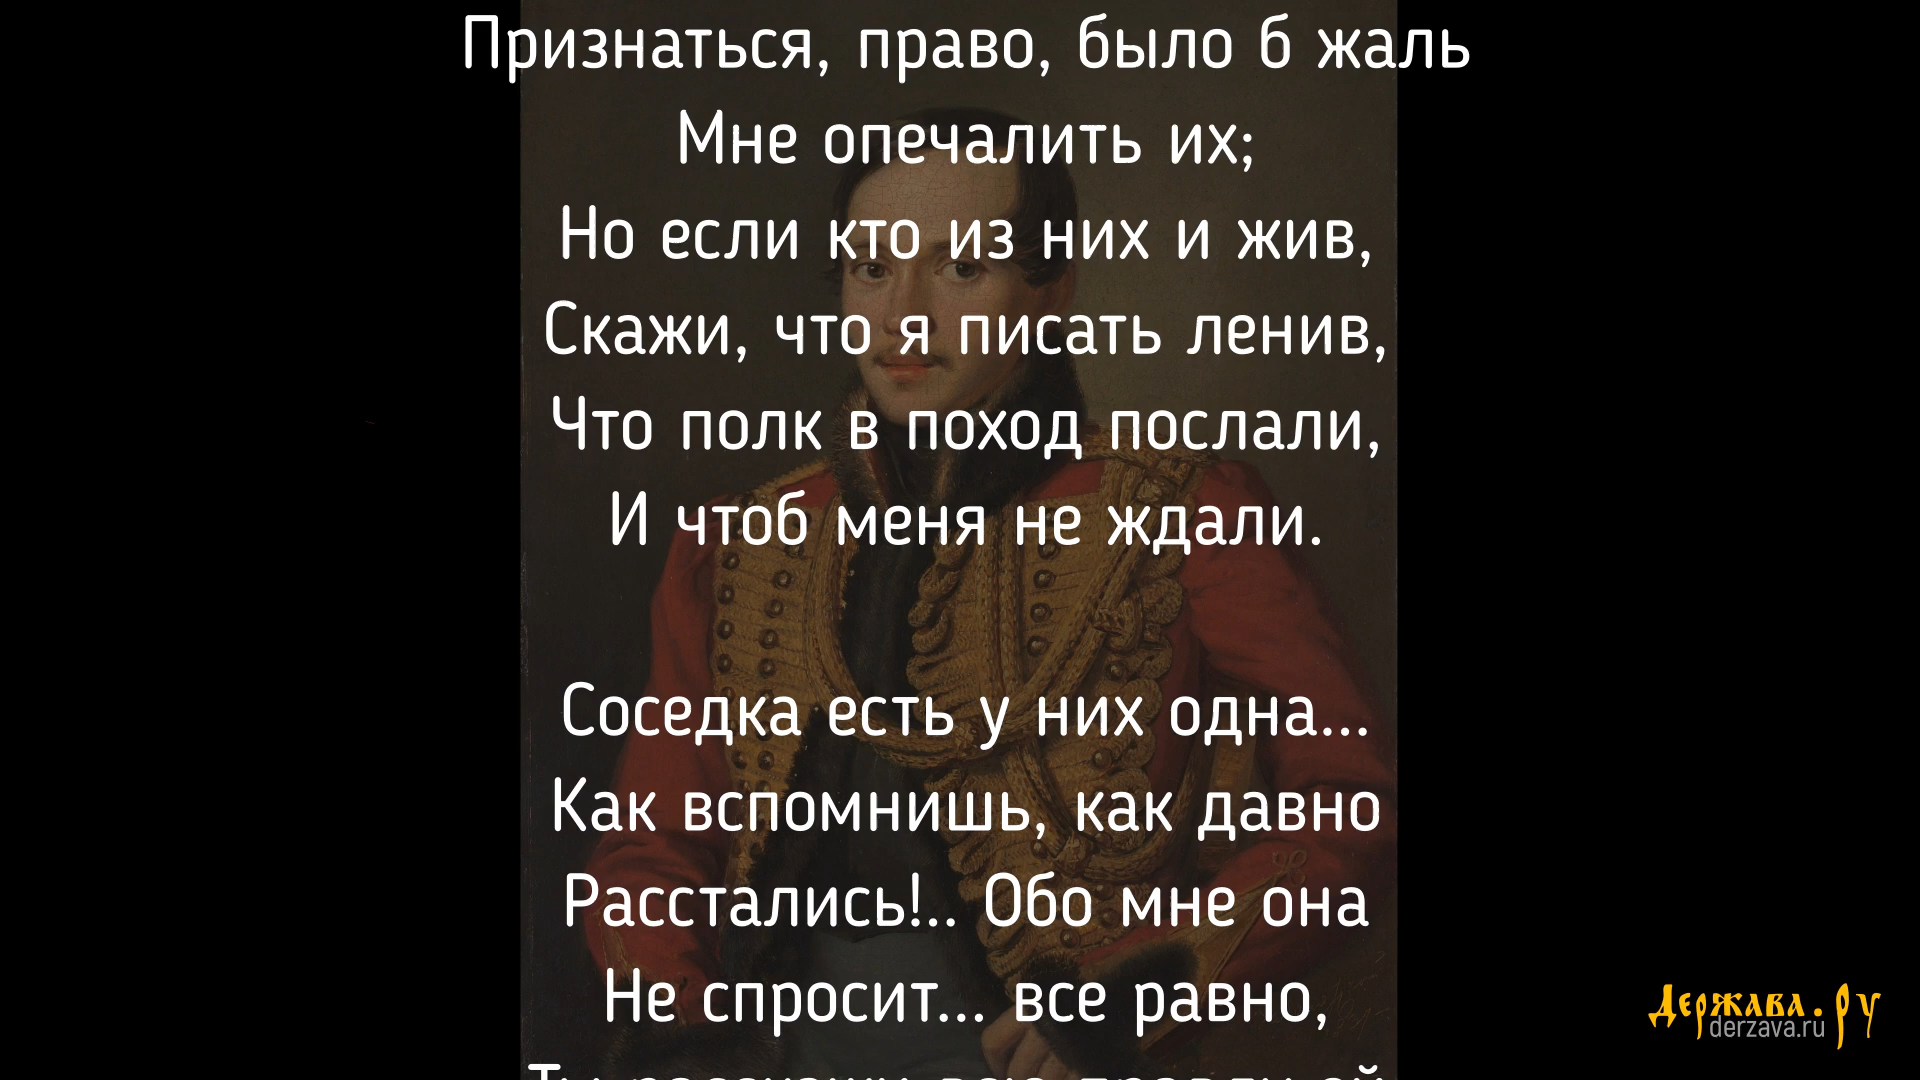 Признаться, право, было б жаль
Мне опечалить их;
Но если кто из них и жив,
Скажи, что я писать ленив,
Что полк в поход послали,
И чтоб меня не ждали.
Соседка есть у них одна...
Как вспомнишь, как давно
Расстались!.. Обо мне она
Не спросит... все равно,
Держава.ру
derzava.ru